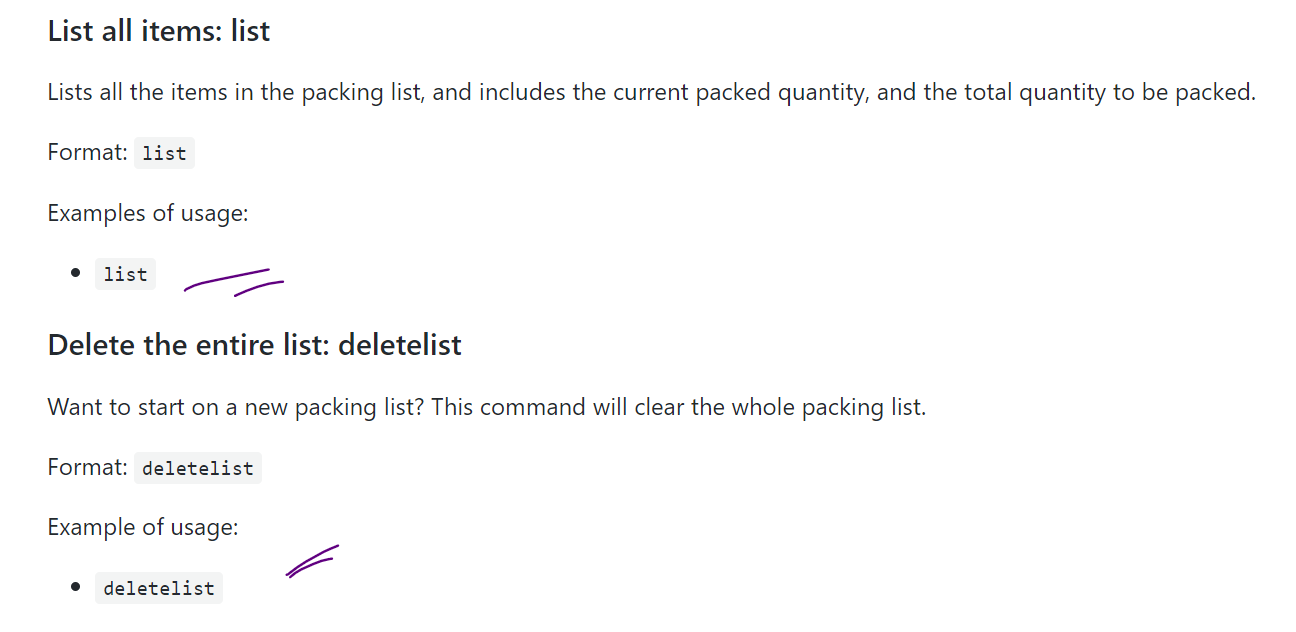 List all items: list
Lists all the items in the packing list, and includes the current packed quantity, and the total quantity to be packed.
Format: list
Examples of usage:
• list
Delete the entire list: deletelist
Want to start on a new packing list? This command will clear the whole packing list.
Format: deletelist
Example of usage:
• deletelist